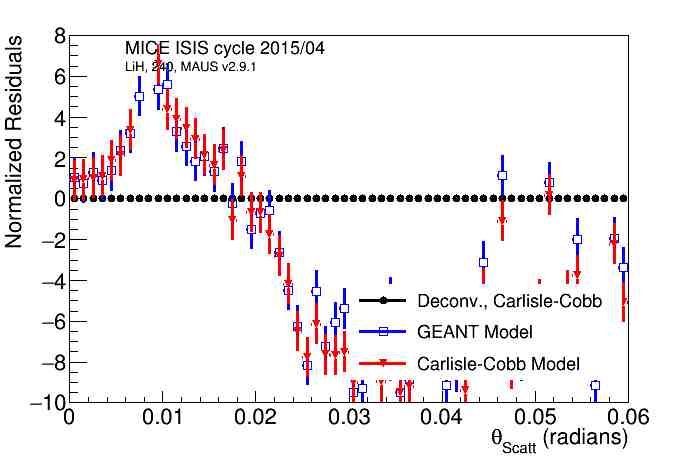 MICE ISIS cycle 2015/04
LiH, 240, MAUS v2.9.1
Normalized Residuals
8
6
4
2
0
−2
−4
−6
−8
−10
Deconv., Carlisle-Cobb
GEANT Model
Carlisle-Cobb Model
0 0.01 0.02 0.03 0.04 0.05 0.06
θScatt (radians)